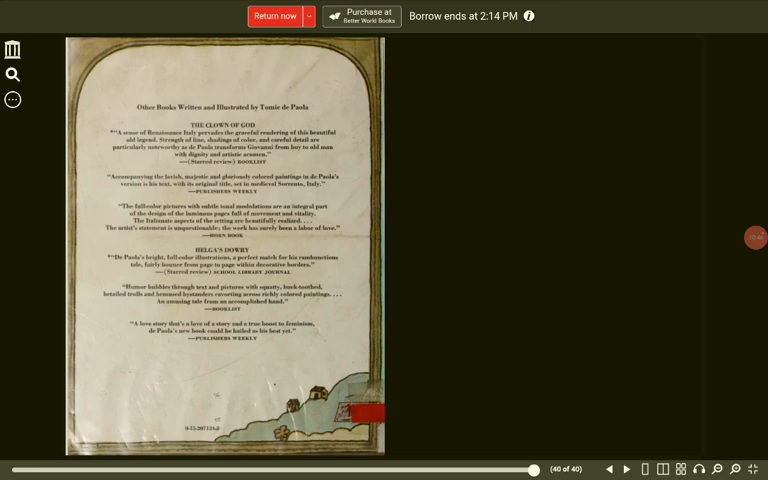 Return now
Purchase at
Better World Books
Borrow ends at 2:14 PM
Other Books Written and Illustrated by Tomie de Paola
THE CLOWN OF GOD
*“A sense of Renaissance Italy pervades the graceful rendering of this beautiful
old legend. Strength of line, shadings of color, and careful detail are
particularly noteworthy as de Paola transforms Giovanni from boy to old man
with dignity and artistic acumen.”
—(Starred review) BOOKLIST
“Accompanying the lavish, majestic and gloriously colored paintings in de Paola’s
version is his text, with its original title, set in medieval Sorrento, Italy.”
—PUBLISHERS WEEKLY
“The full-color pictures with subtle tonal modulations are an integral part
of the design of the luminous pages full of movement and vitality.
The Italianate aspects of the setting are beautifully realized. . . .
The artist’s statement is unquestionable; the work has surely been a labor of love.”
—HORN BOOK
HELGA’S DOWRY
*“De Paola’s bright, full-color illustrations, a perfect match for his rambunctious
tale, fairly bounce from page to page within decorative borders.”
—(Starred review) SCHOOL LIBRARY JOURNAL
“Humor bubbles through text and pictures with squatty, buck-toothed,
betailed trolls and bemused bystanders cavorting across richly colored paintings. . . .
An amusing tale from an accomplished hand.”
—BOOKLIST
“A love story that’s a love of a story and a true boost to feminism,
de Paola’s new book could be hailed as his best yet.”
—PUBLISHERS WEEKLY
(40 of 40)